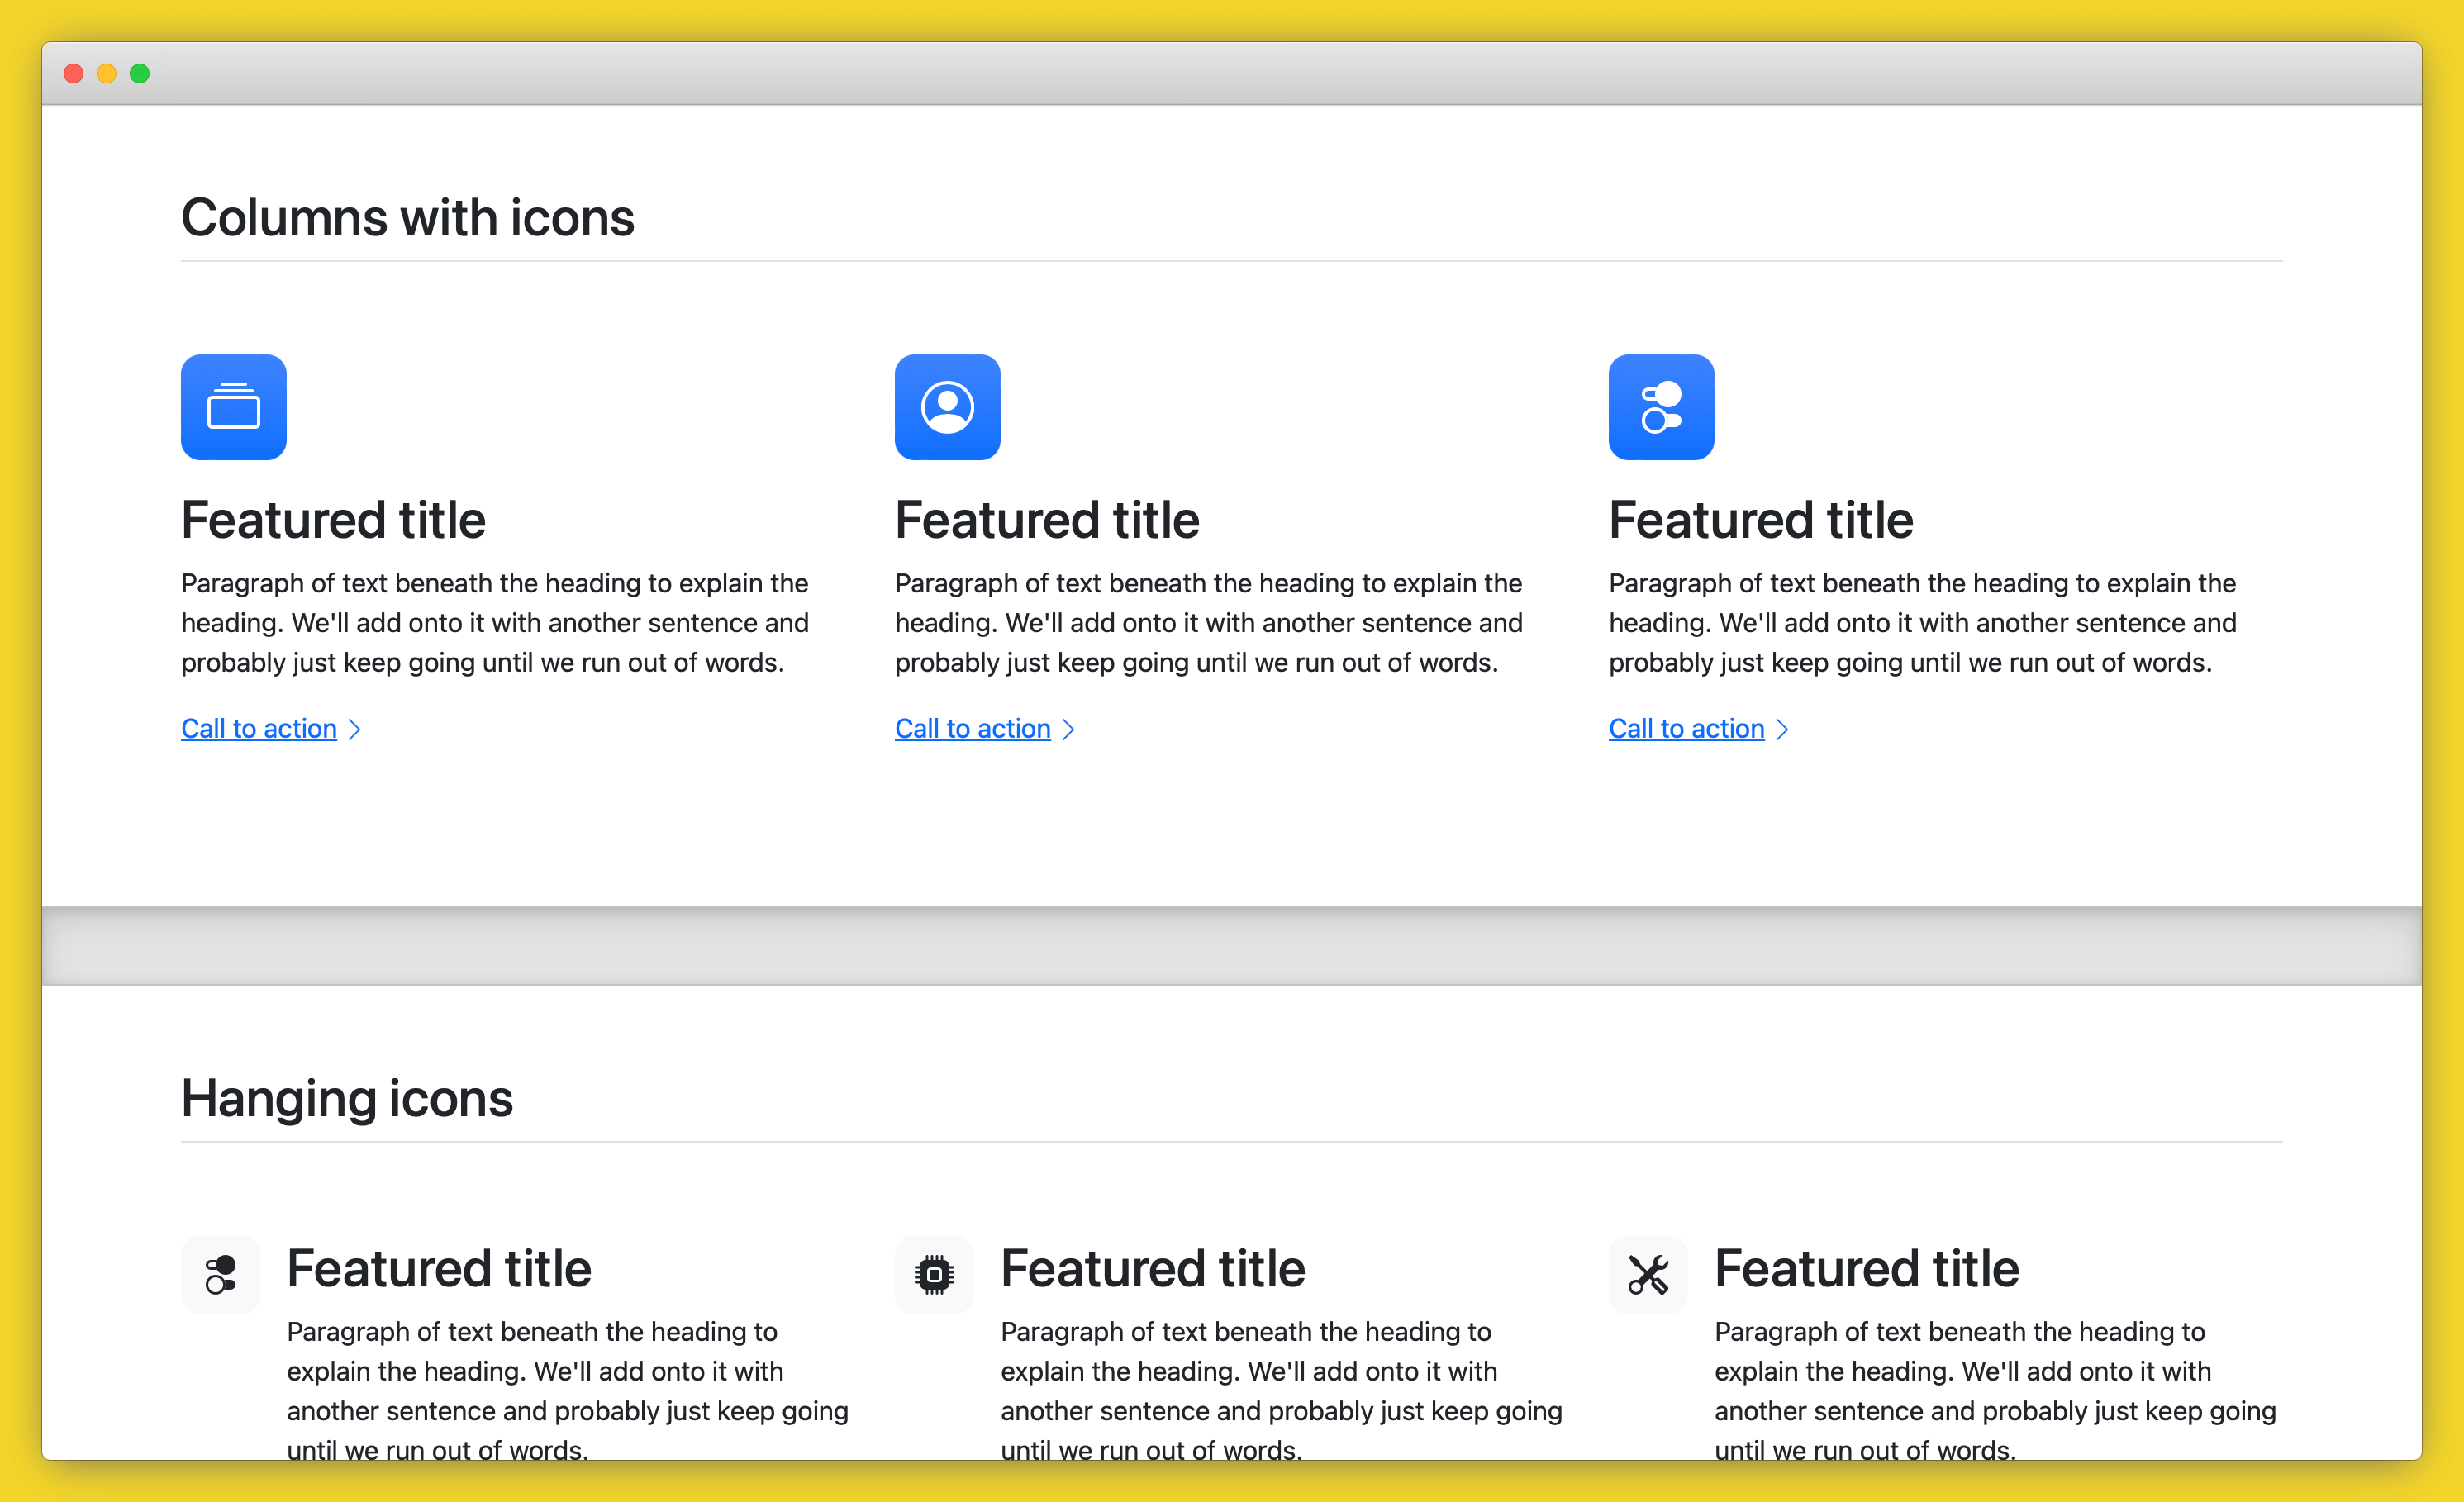 Columns with icons
Featured title
Paragraph of text beneath the heading to explain the
heading. We'll add onto it with another sentence and
probably just keep going until we run out of words.
Call to action
Featured title
Paragraph of text beneath the heading to explain the
heading. We'll add onto it with another sentence and
probably just keep going until we run out of words.
Call to action
Featured title
Paragraph of text beneath the heading to explain the
heading. We'll add onto it with another sentence and
probably just keep going until we run out of words.
Call to action
Hanging icons
Featured title
Paragraph of text beneath the heading to
explain the heading. We'll add onto it with
another sentence and probably just keep going
until we run out of words.
Featured title
Paragraph of text beneath the heading to
explain the heading. We'll add onto it with
another sentence and probably just keep going
until we run out of words.
Featured title
Paragraph of text beneath the heading to
explain the heading. We'll add onto it with
another sentence and probably just keep going
until we run out of words.